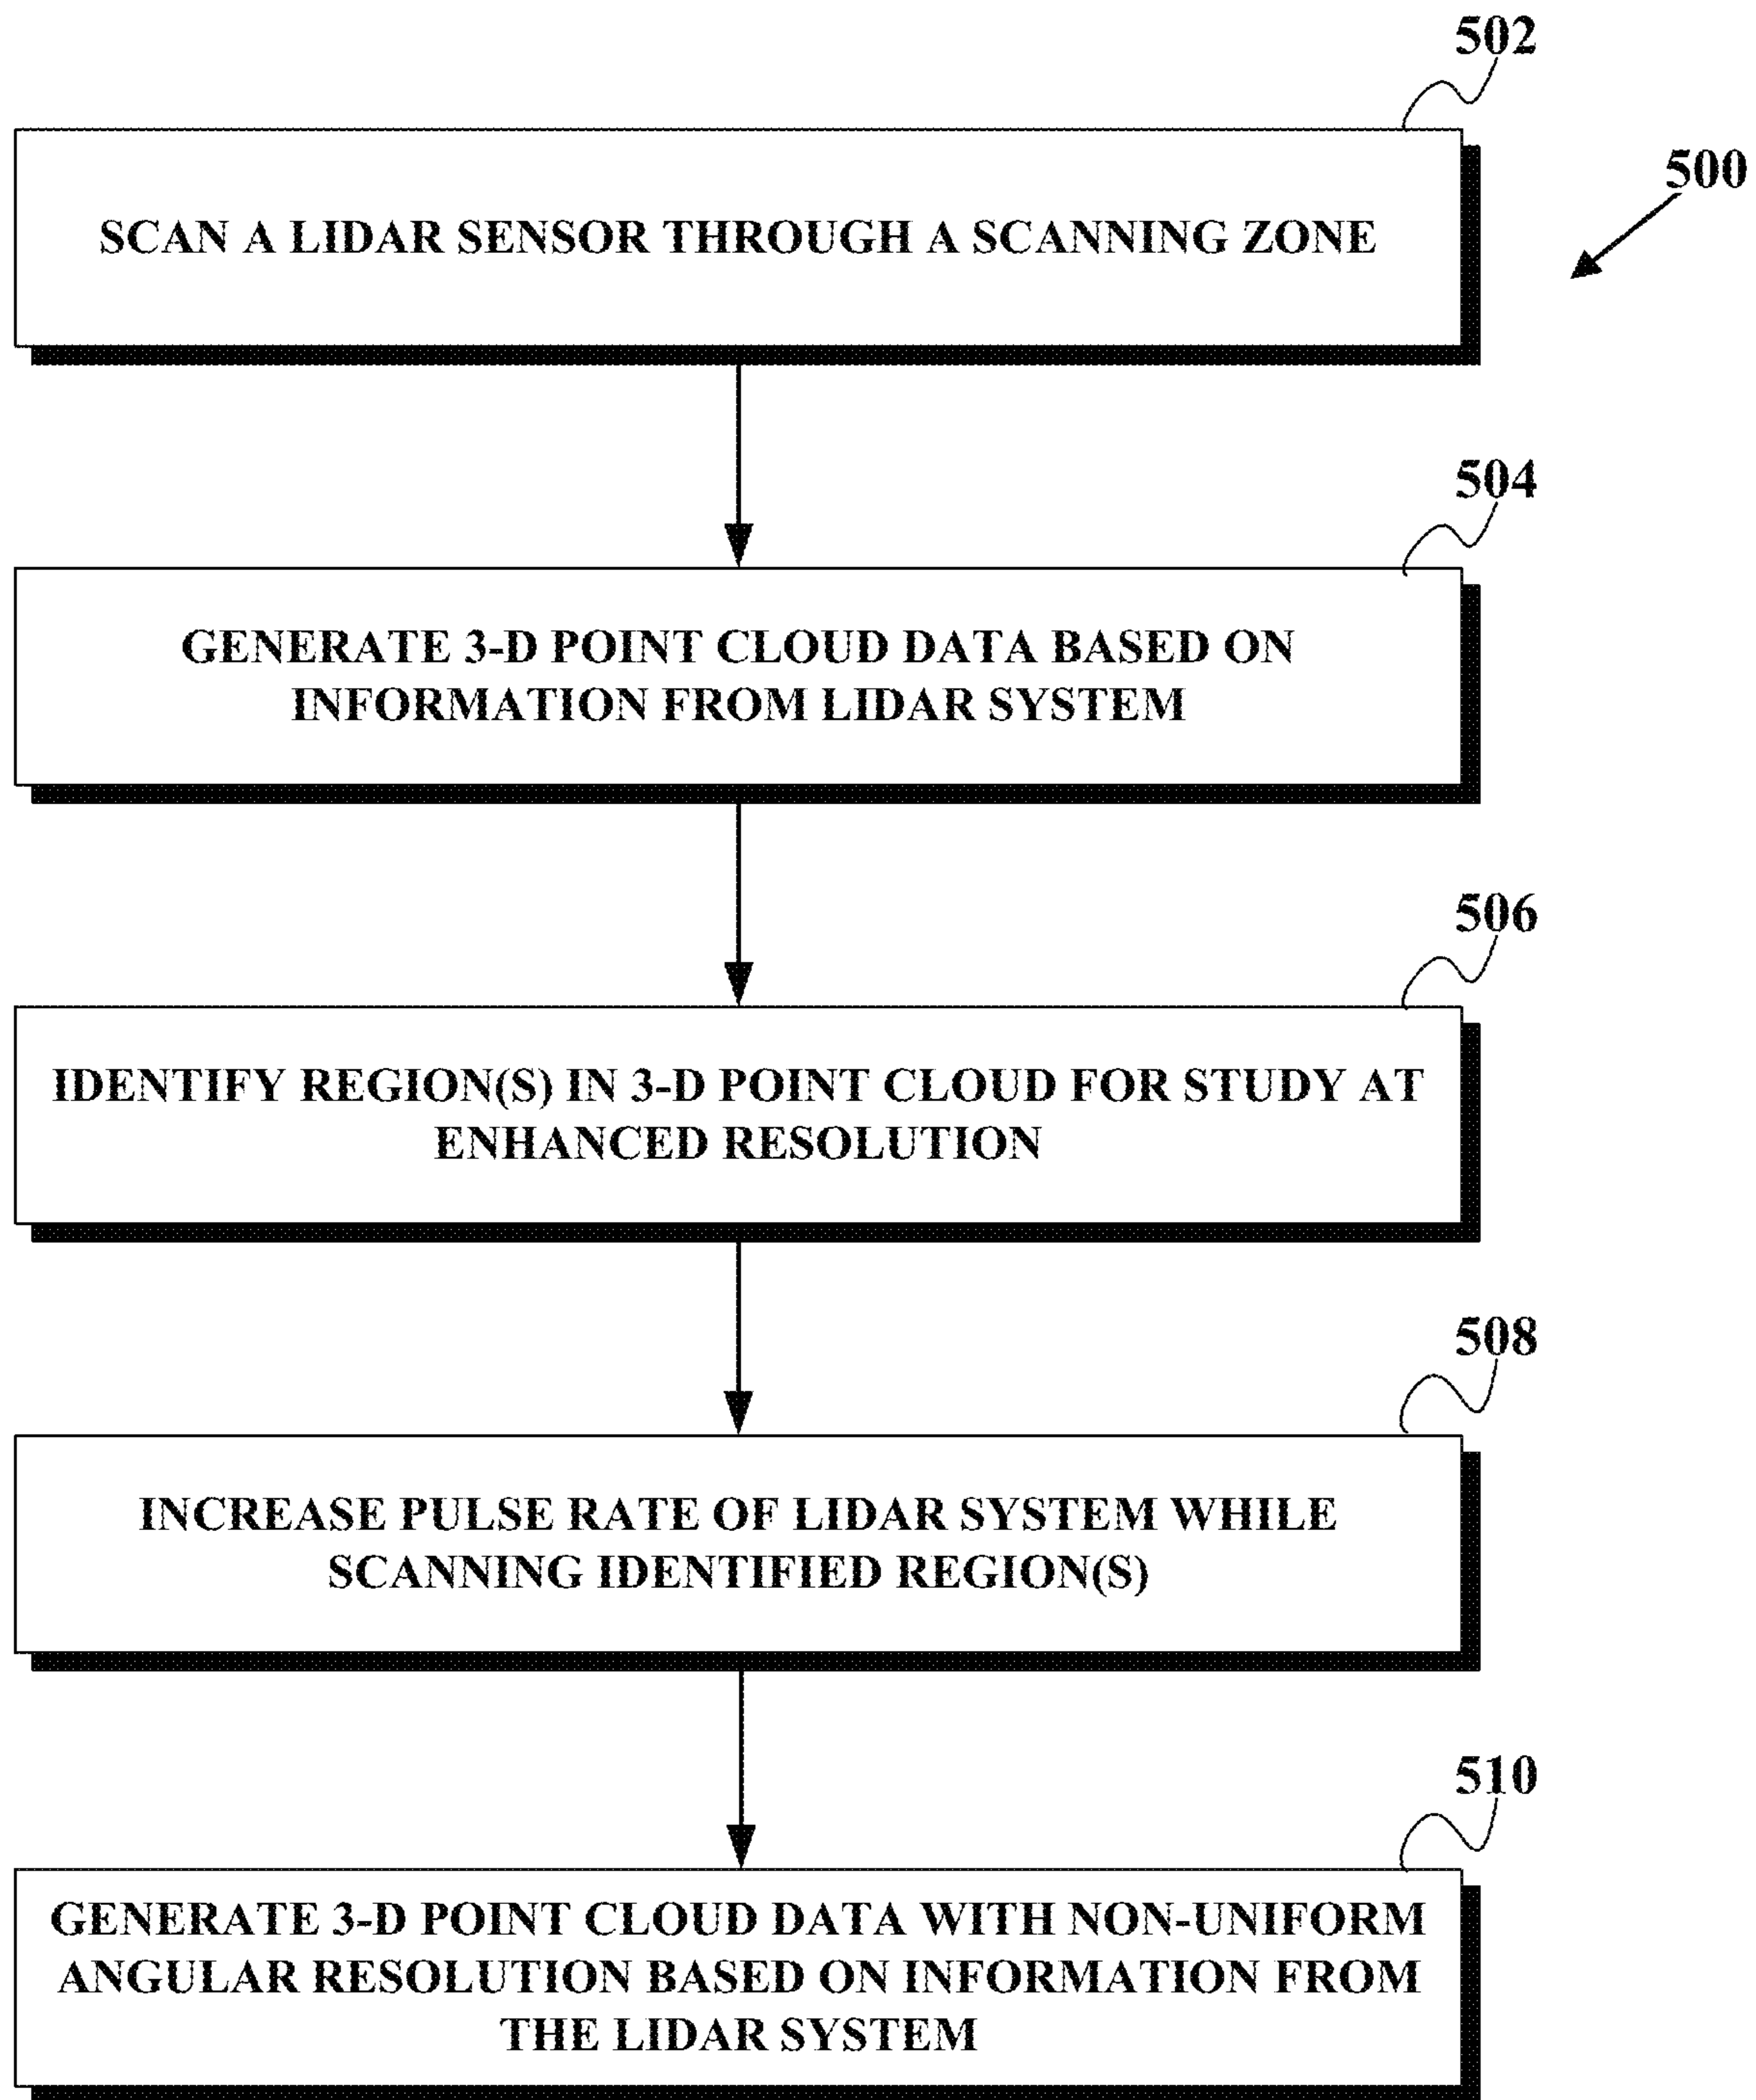 502
500
SCAN A LIDAR SENSOR THROUGH A SCANNING ZONE
504
GENERATE 3-D POINT CLOUD DATA BASED ON
INFORMATION FROM LIDAR SYSTEM
506
IDENTIFY REGION(S) IN 3-D POINT CLOUD FOR STUDY AT
ENHANCED RESOLUTION
508
INCREASE PULSE RATE OF LIDAR SYSTEM WHILE
SCANNING IDENTIFIED REGION(S)
510
GENERATE 3-D POINT CLOUD DATA WITH NON-UNIFORM
ANGULAR RESOLUTION BASED ON INFORMATION FROM
THE LIDAR SYSTEM